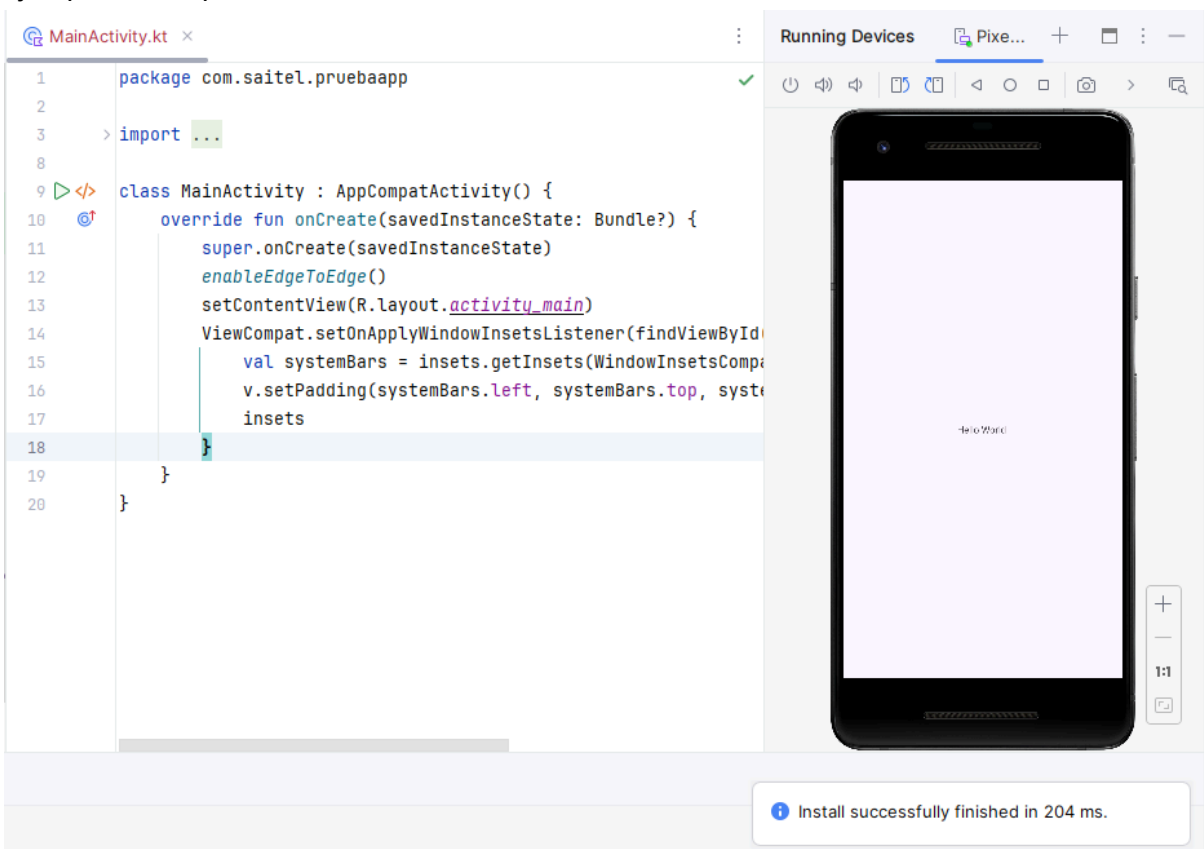 MainActivity.kt
Running Devices
Pixe...
1 package com.saitel.pruebaapp
2
3 import ...
8
9 class MainActivity : AppCompatActivity() {
10 override fun onCreate(savedInstanceState: Bundle?) {
11 super.onCreate(savedInstanceState)
12 enableEdgeToEdge()
13 setContentView(R.layout.activity_main)
14 ViewCompat.setOnApplyWindowInsetsListener(findViewById(
15 val systemBars = insets.getInsets(WindowInsetsCompa
16 v.setPadding(systemBars.left, systemBars.top, syste
17 insets
18 }
19 }
20 }
Hello World
1:1
Install successfully finished in 204 ms.